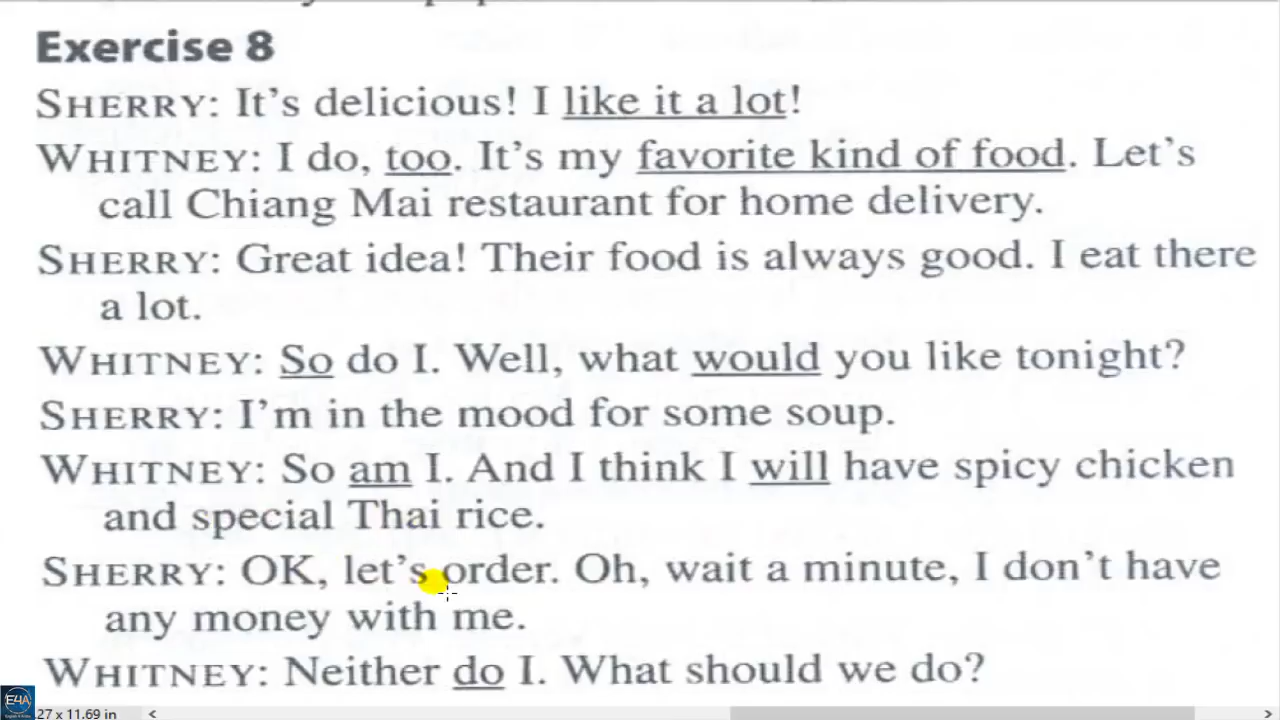 Exercise 8
SHERRY: It's delicious! I like it a lot!
WHITNEY: I do, too. It's my favorite kind of food. Let's
call Chiang Mai restaurant for home delivery.
SHERRY: Great idea! Their food is always good. I eat there
a lot.
WHITNEY: So do I. Well, what would you like tonight?
SHERRY: I'm in the mood for some soup.
WHITNEY: So am I. And I think I will have spicy chicken
and special Thai rice.
SHERRY: OK, let's order. Oh, wait a minute, I don't have
any money with me.
WHITNEY: Neither do I. What should we do?
E4A
27 x 11.69 in